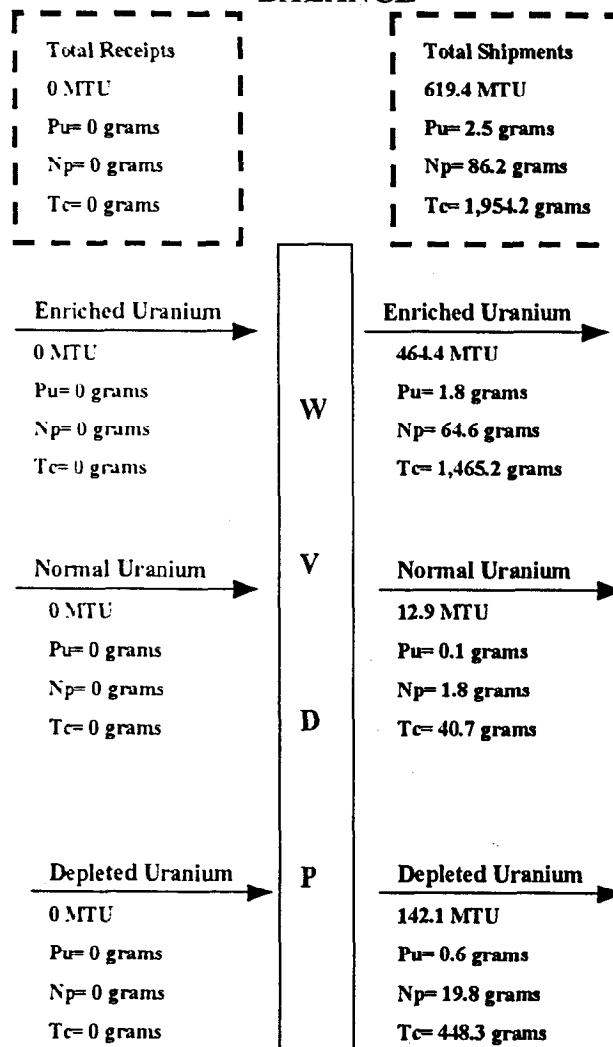 Total Receipts
0 MTU
Pu= 0 grams
Np= 0 grams
Tc= 0 grams
Total Shipments
619.4 MTU
Pu= 2.5 grams
Np= 86.2 grams
Tc= 1,954.2 grams
Enriched Uranium
0 MTU
Pu= 0 grams
Np= 0 grams
Tc= 0 grams
Enriched Uranium
464.4 MTU
Pu= 1.8 grams
Np= 64.6 grams
Tc= 1,465.2 grams
Normal Uranium
0 MTU
Pu= 0 grams
Np= 0 grams
Tc= 0 grams
Normal Uranium
12.9 MTU
Pu= 0.1 grams
Np= 1.8 grams
Tc= 40.7 grams
Depleted Uranium
0 MTU
Pu= 0 grams
Np= 0 grams
Tc= 0 grams
Depleted Uranium
142.1 MTU
Pu= 0.6 grams
Np= 19.8 grams
Tc= 448.3 grams
W
V
D
P